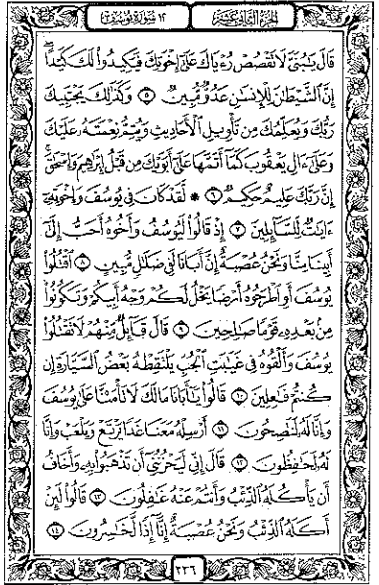 الجزء الثاني عشر
١٢ سورة يوسف
قَالَ يَٰبُنَيَّ لَا تَقۡصُصۡ رُءۡيَاكَ عَلَىٰٓ إِخۡوَتِكَ فَيَكِيدُواْ لَكَ كَيۡدًاۖ
إِنَّ ٱلشَّيۡطَٰنَ لِلۡإِنسَٰنِ عَدُوٌّ مُّبِينٌ ٥ وَكَذَٰلِكَ يَجۡتَبِيكَ
رَبُّكَ وَيُعَلِّمُكَ مِن تَأۡوِيلِ ٱلۡأَحَادِيثِ وَيُتِمُّ نِعۡمَتَهُۥ عَلَيۡكَ
وَعَلَىٰٓ ءَالِ يَعۡقُوبَ كَمَآ أَتَمَّهَا عَلَىٰٓ أَبَوَيۡكَ مِن قَبۡلُ إِبۡرَٰهِيمَ وَإِسۡحَٰقَۚ
إِنَّ رَبَّكَ عَلِيمٌ حَكِيمٌ ٦ ۞ لَّقَدۡ كَانَ فِي يُوسُفَ وَإِخۡوَتِهِۦٓ
ءَايَٰتٌ لِّلسَّآئِلِينَ ٧ إِذۡ قَالُواْ لَيُوسُفُ وَأَخُوهُ أَحَبُّ إِلَىٰٓ
أَبِينَا مِنَّا وَنَحۡنُ عُصۡبَةٌ إِنَّ أَبَانَا لَفِي ضَلَٰلٍ مُّبِينٍ ٨ ٱقۡتُلُواْ
يُوسُفَ أَوِ ٱطۡرَحُوهُ أَرۡضًا يَخۡلُ لَكُمۡ وَجۡهُ أَبِيكُمۡ وَتَكُونُواْ
مِنۢ بَعۡدِهِۦ قَوۡمًا صَٰلِحِينَ ٩ قَالَ قَآئِلٌ مِّنۡهُمۡ لَا تَقۡتُلُواْ
يُوسُفَ وَأَلۡقُوهُ فِي غَيَٰبَتِ ٱلۡجُبِّ يَلۡتَقِطۡهُ بَعۡضُ ٱلسَّيَّارَةِ إِن
كُنتُمۡ فَٰعِلِينَ ١٠ قَالُواْ يَٰٓأَبَانَا مَا لَكَ لَا تَأۡمَ۬نَّا عَلَىٰ يُوسُفَ
وَإِنَّا لَهُۥ لَنَٰصِحُونَ ١١ أَرۡسِلۡهُ مَعَنَا غَدًا يَرۡتَعۡ وَيَلۡعَبۡ وَإِنَّا
لَهُۥ لَحَٰفِظُونَ ١٢ قَالَ إِنِّي لَيَحۡزُنُنِيٓ أَن تَذۡهَبُواْ بِهِۦ وَأَخَافُ
أَن يَأۡكُلَهُ ٱلذِّئۡبُ وَأَنتُمۡ عَنۡهُ غَٰفِلُونَ ١٣ قَالُواْ لَئِنۡ
أَكَلَهُ ٱلذِّئۡبُ وَنَحۡنُ عُصۡبَةٌ إِنَّآ إِذًا لَّخَٰسِرُونَ ١٤
٢٣٦